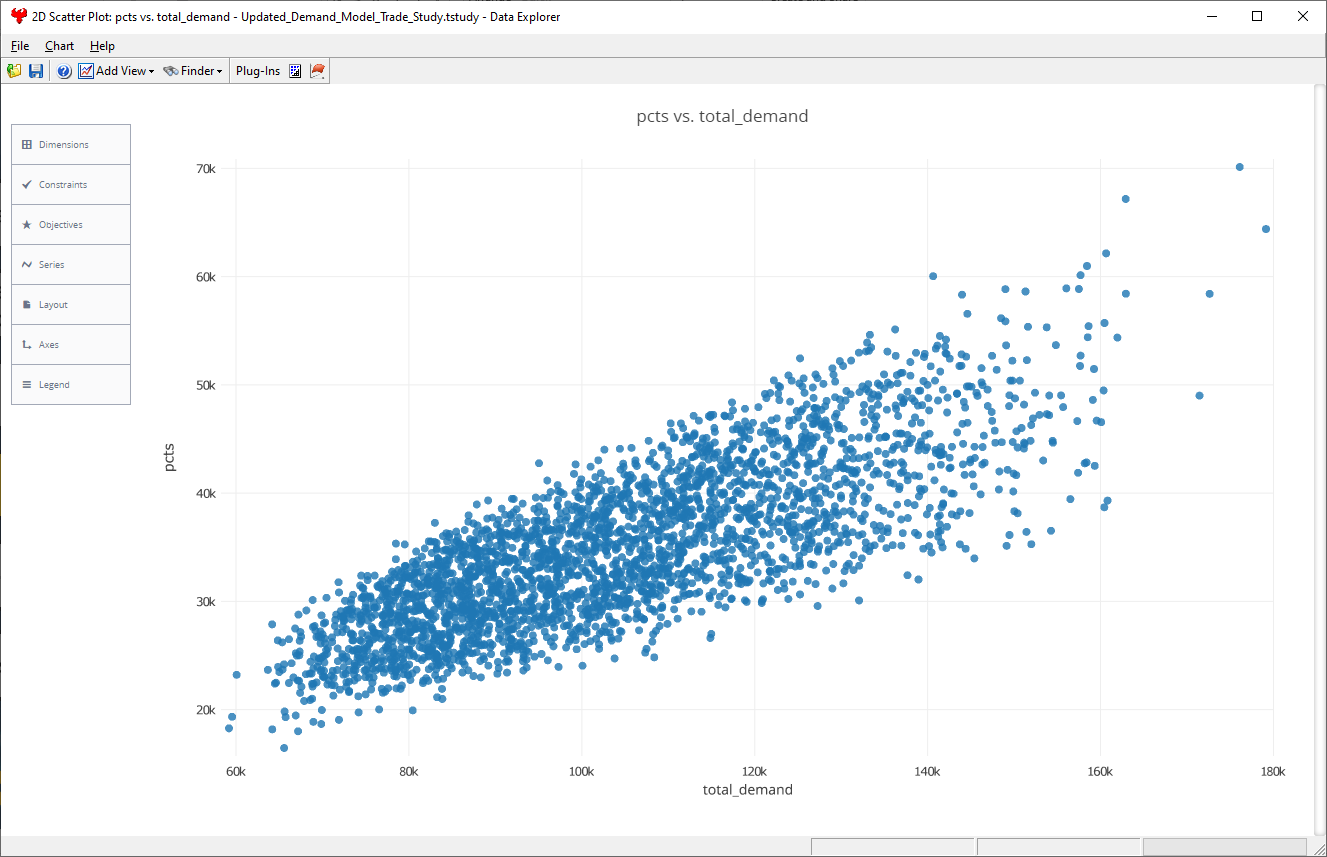 2D Scatter Plot: pcts vs. total_demand - Updated_Demand_Model_Trade_Study.tstudy - Data Explorer
File Chart Help
Add View Finder Plug-Ins
pcts vs. total_demand
Dimensions
Constraints
Objectives
Series
Layout
Axes
Legend
70k
60k
50k
40k
30k
20k
pcts
60k 80k 100k 120k 140k 160k 180k
total_demand